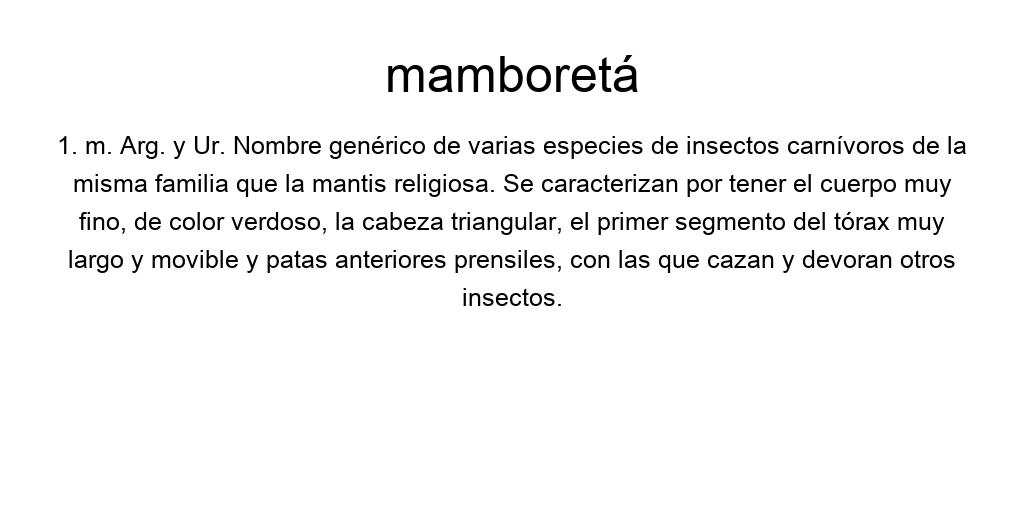 mamboretá
1. m. Arg. y Ur. Nombre genérico de varias especies de insectos carnívoros de la
misma familia que la mantis religiosa. Se caracterizan por tener el cuerpo muy
fino, de color verdoso, la cabeza triangular, el primer segmento del tórax muy
largo y movible y patas anteriores prensiles, con las que cazan y devoran otros
insectos.